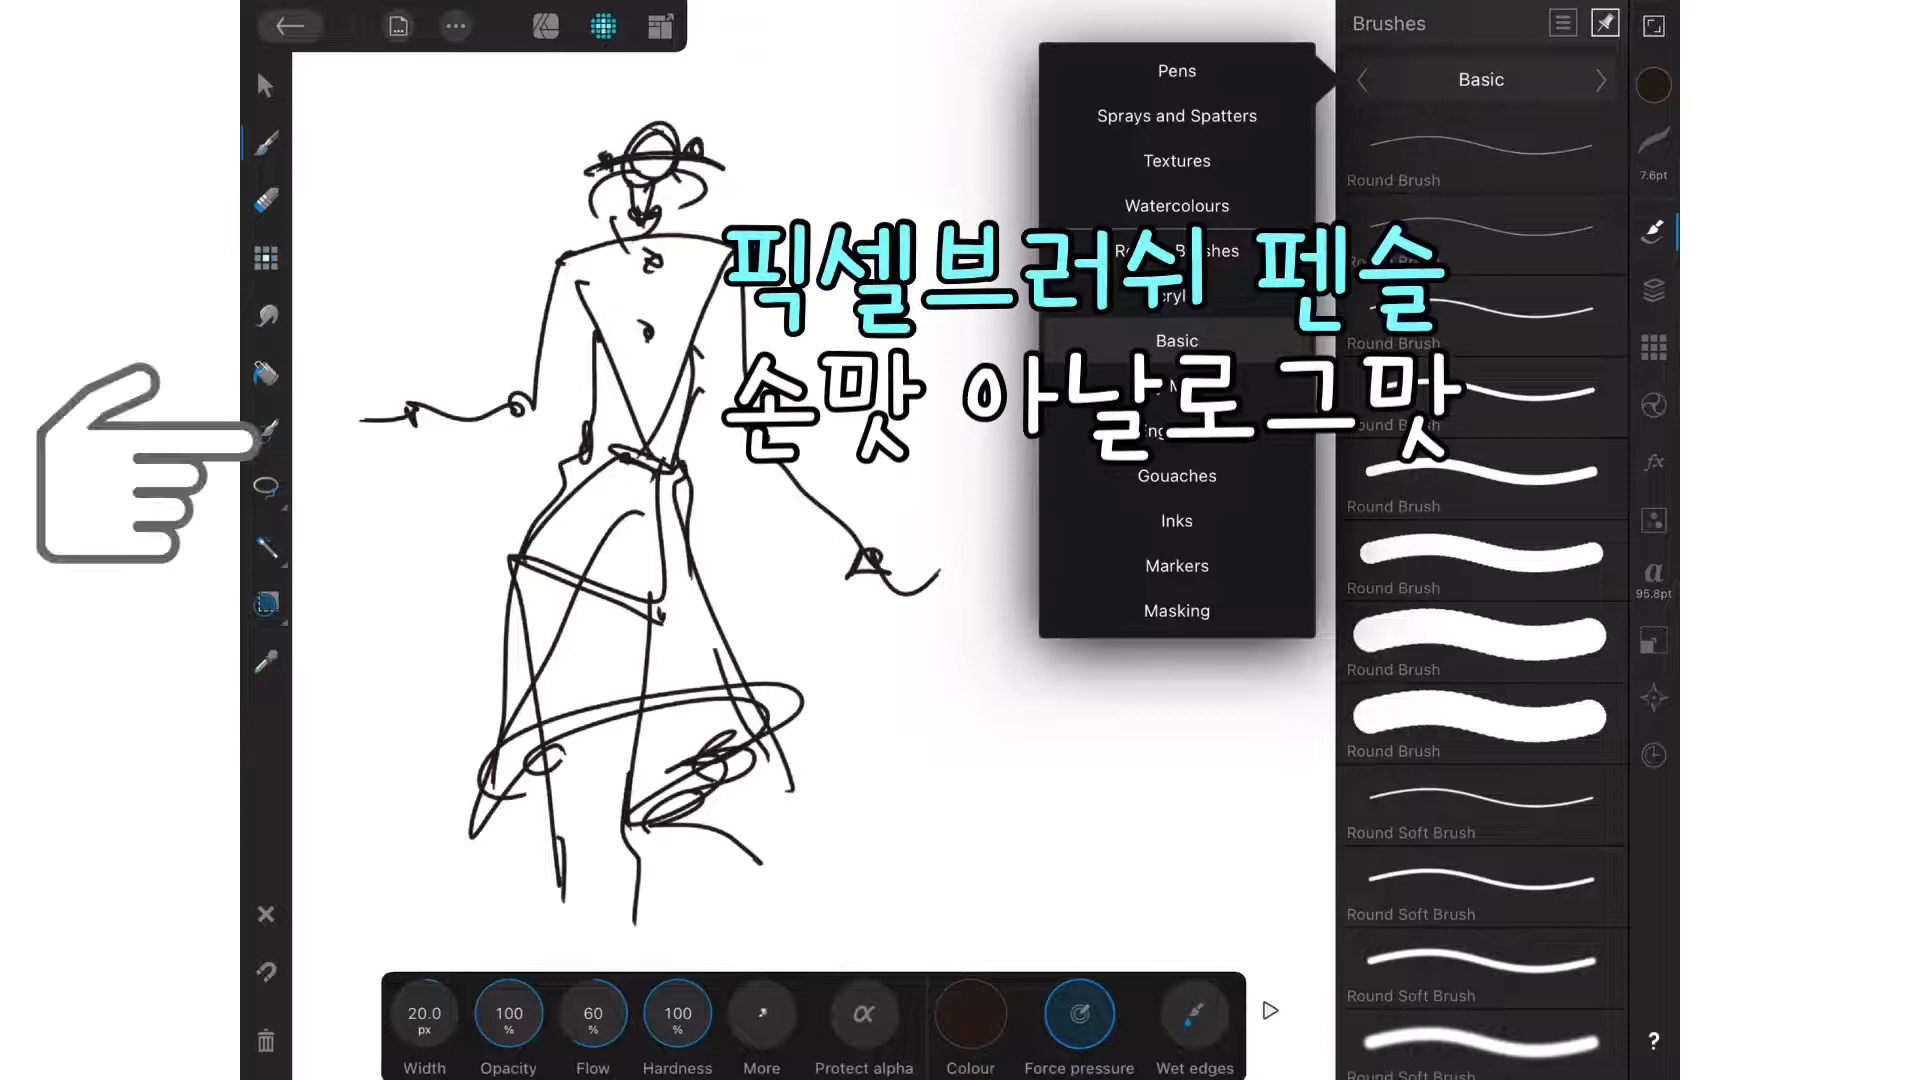 Brushes
Basic
Pens
Sprays and Spatters
Textures
Watercolours
Basic
Gouaches
Inks
Markers
Masking
픽셀브러쉬 펜슬
손맛 아날로그맛
Round Brush
Round Brush
Round Brush
Round Brush
Round Brush
Round Brush
Round Brush
Round Soft Brush
Round Soft Brush
Round Soft Brush
7.6pt
fx
a
95.8pt
?
20.0 px
100 %
60 %
100 %
α
Width Opacity Flow Hardness More Protect alpha Colour Force pressure Wet edges